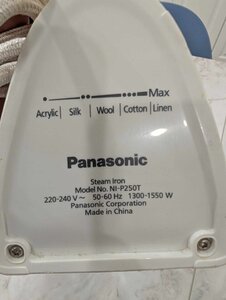 Max
Acrylic Silk Wool Cotton Linen
Panasonic
Steam Iron
Model No. NI-P250T
220-240 V~ 50-60 Hz 1300-1550 W
Panasonic Corporation
Made in China